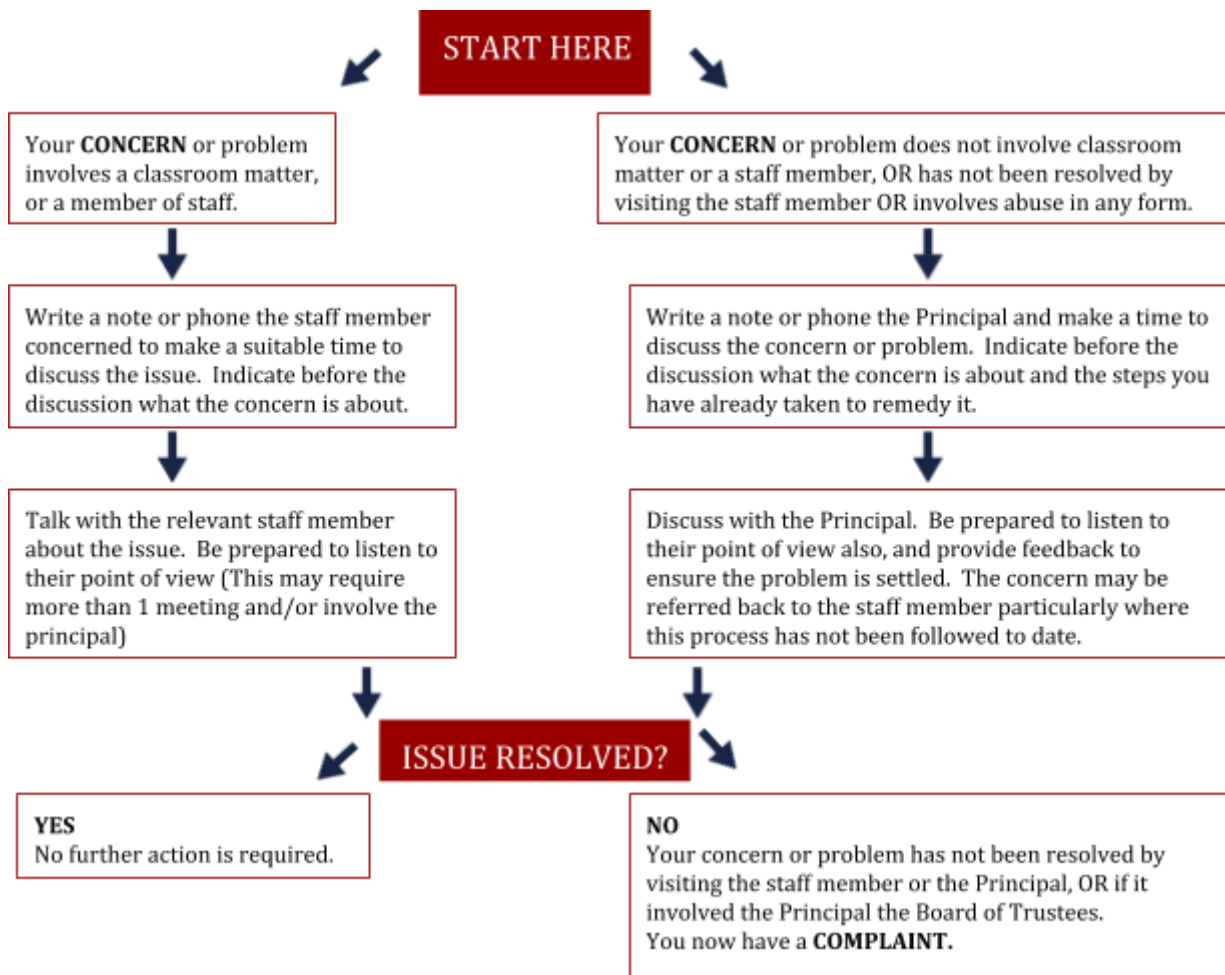 START HERE
Your CONCERN or problem
involves a classroom matter,
or a member of staff.
Your CONCERN or problem does not involve classroom
matter or a staff member, OR has not been resolved by
visiting the staff member OR involves abuse in any form.
Write a note or phone the staff member
concerned to make a suitable time to
discuss the issue. Indicate before the
discussion what the concern is about.
Write a note or phone the Principal and make a time to
discuss the concern or problem. Indicate before the
discussion what the concern is about and the steps you
have already taken to remedy it.
Talk with the relevant staff member
about the issue. Be prepared to listen to
their point of view (This may require
more than 1 meeting and/or involve the
principal)
Discuss with the Principal. Be prepared to listen to
their point of view also, and provide feedback to
ensure the problem is settled. The concern may be
referred back to the staff member particularly where
this process has not been followed to date.
ISSUE RESOLVED?
YES
No further action is required.
NO
Your concern or problem has not been resolved by
visiting the staff member or the Principal, OR if it
involved the Principal the Board of Trustees.
You now have a COMPLAINT.